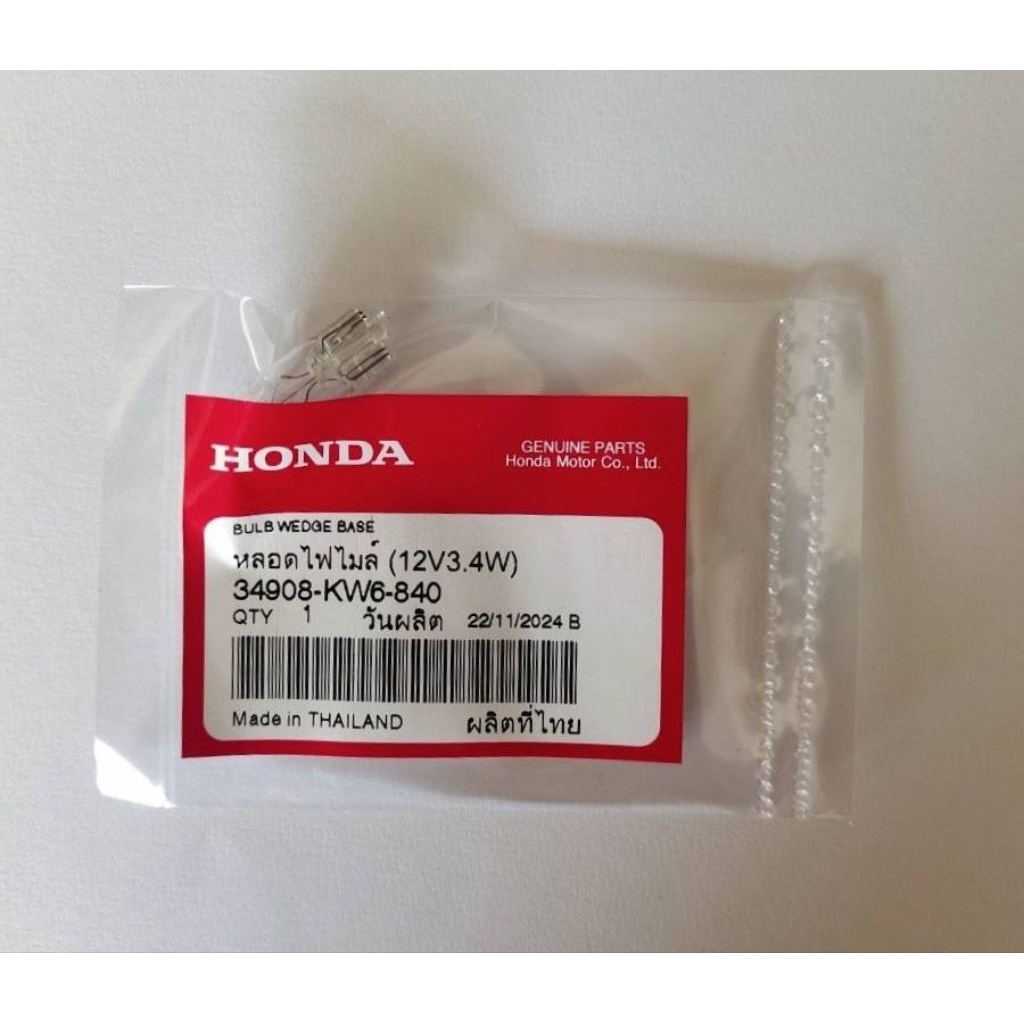 HONDA
GENUINE PARTS
Honda Motor Co., Ltd.
BULB WEDGE BASE
หลอดไฟไมล์ (12V3.4W)
34908-KW6-840
QTY 1 วันผลิต 22/11/2024 B
Made in THAILAND ผลิตที่ไทย